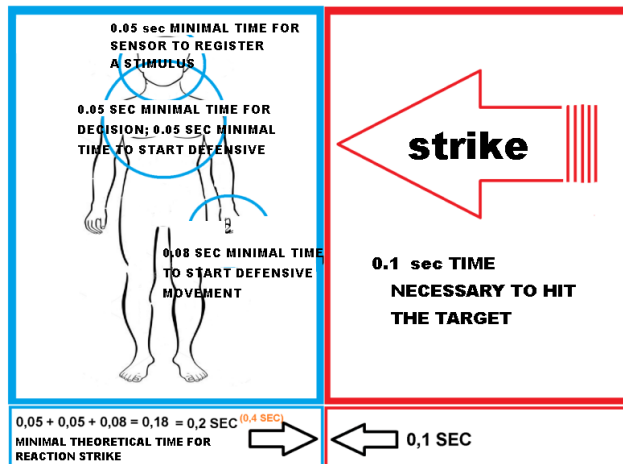 0.05 sec MINIMAL TIME FOR
SENSOR TO REGISTER
A STIMULUS
0.05 SEC MINIMAL TIME FOR
DECISION; 0.05 SEC MINIMAL
TIME TO START DEFENSIVE
0.08 SEC MINIMAL TIME
TO START DEFENSIVE
MOVEMENT
strike
0.1 sec TIME
NECESSARY TO HIT
THE TARGET
0,05 + 0,05 + 0,08 = 0,18 = 0,2 SEC (0,4 SEC)
MINIMAL THEORETICAL TIME FOR
REACTION STRIKE
0,1 SEC